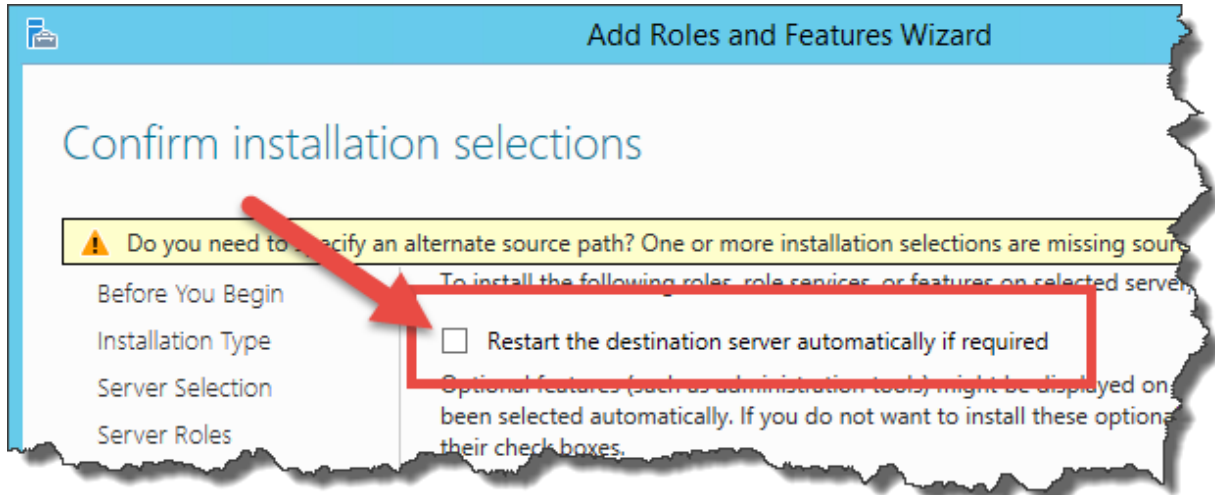 Add Roles and Features Wizard
Confirm installation selections
Do you need to specify an alternate source path? One or more installation selections are missing
Before You Begin
Installation Type
Server Selection
Server Roles
To install the following roles, role services, or features on selected server,
Restart the destination server automatically if required
Optional features (such as administration tools) might be displayed on
been selected automatically. If you do not want to install these
their check boxes.